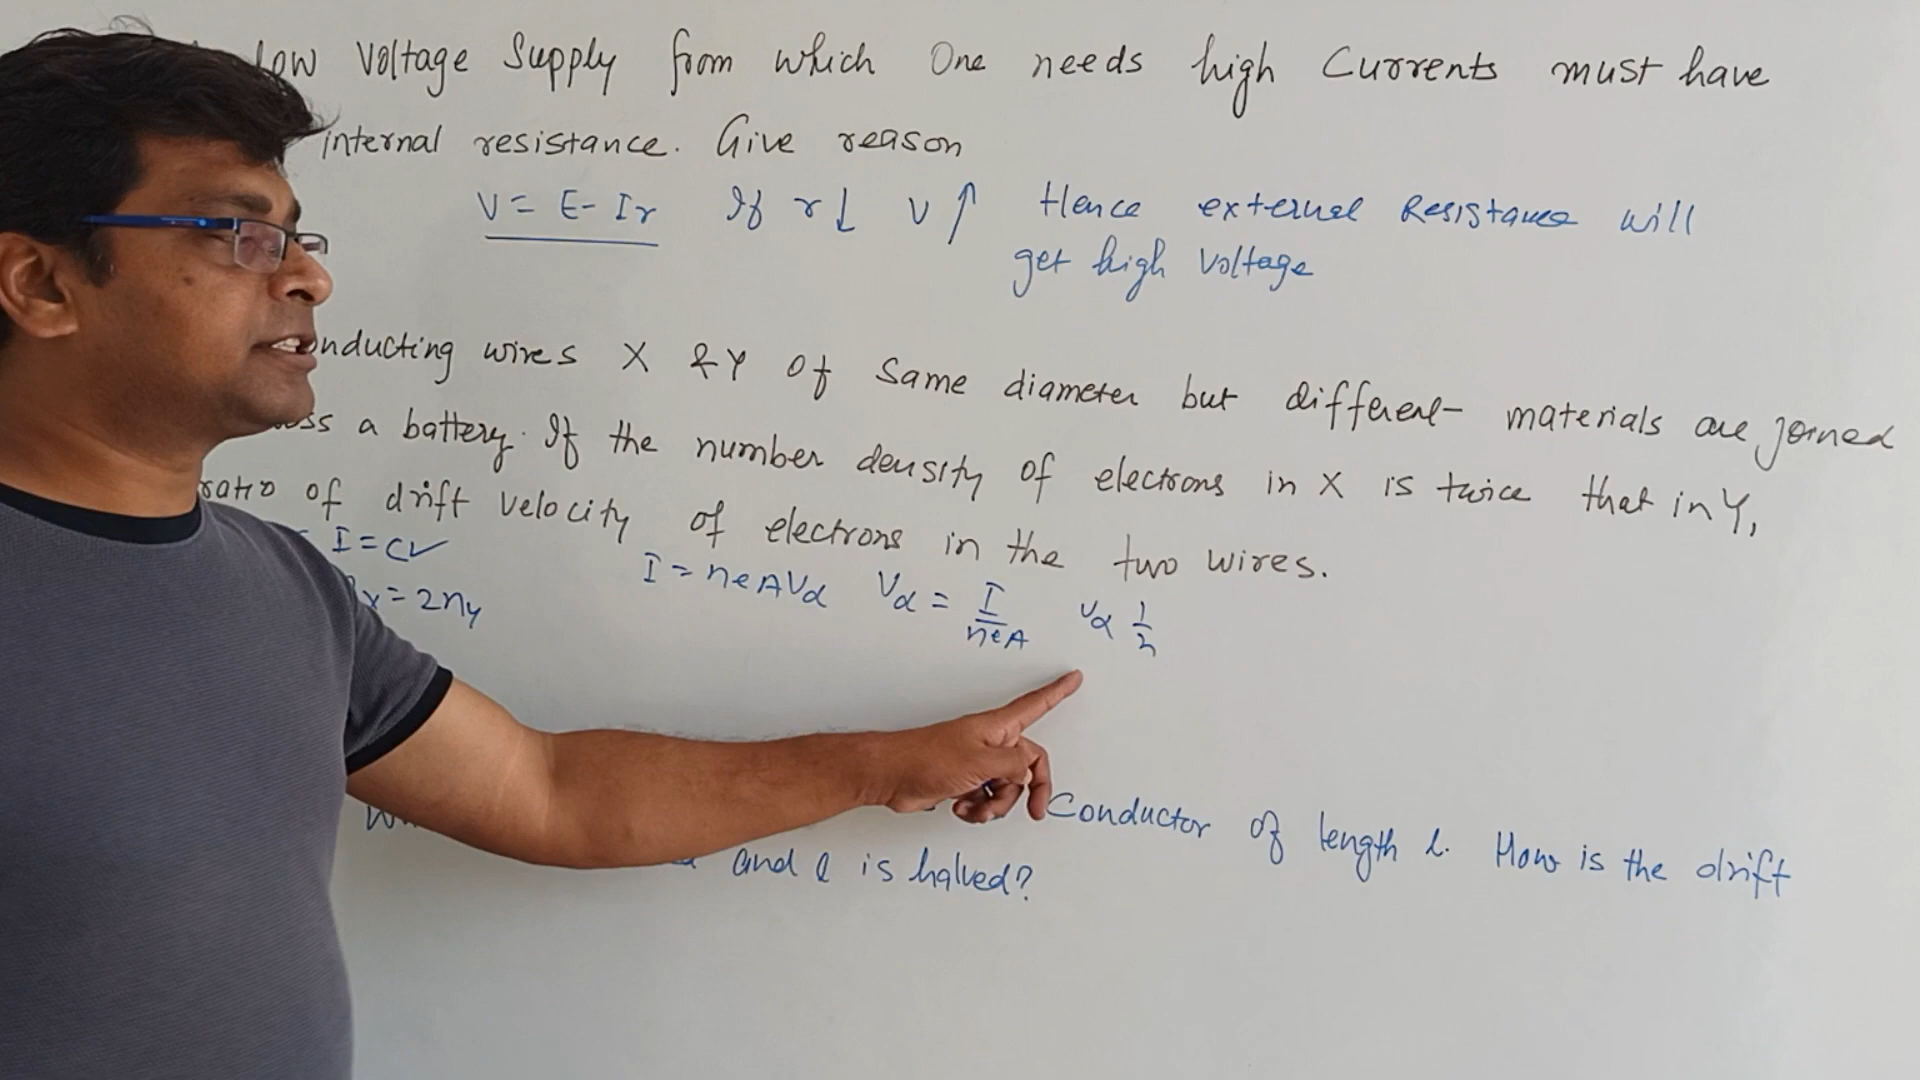 low Voltage Supply from which One needs high Currents must have
internal resistance. Give reason
V = E - Ir If r↓ V↑ Hence external Resistance will
get high Voltage
onducting wires X & Y Of Same diameter but different materials are joined
oss a battery. If the number density of electrons in X is twice that in Y,
ratio of drift velocity of electrons in the two wires.
I = C✓ I = neAVd Vd = I/neA Vα 1/n
x = 2ny
Conductor of length l. How is the drift
and l is halved?